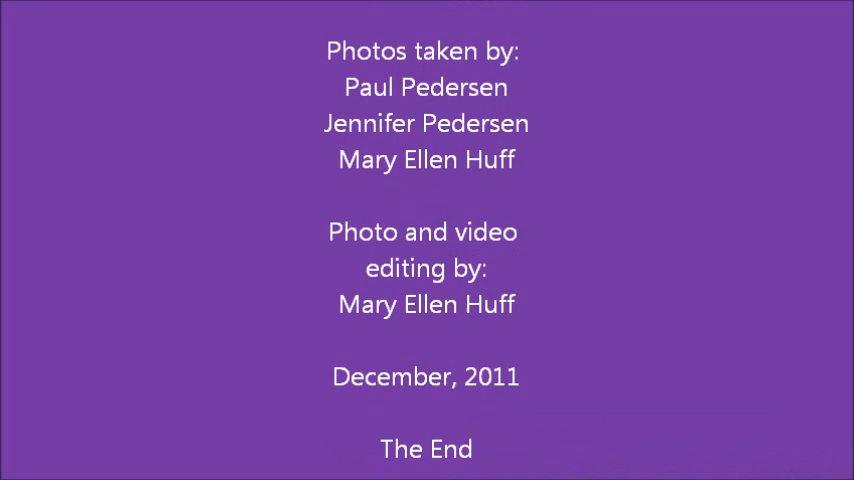 Photos taken by:
Paul Pedersen
Jennifer Pedersen
Mary Ellen Huff
Photo and video
editing by:
Mary Ellen Huff
December, 2011
The End